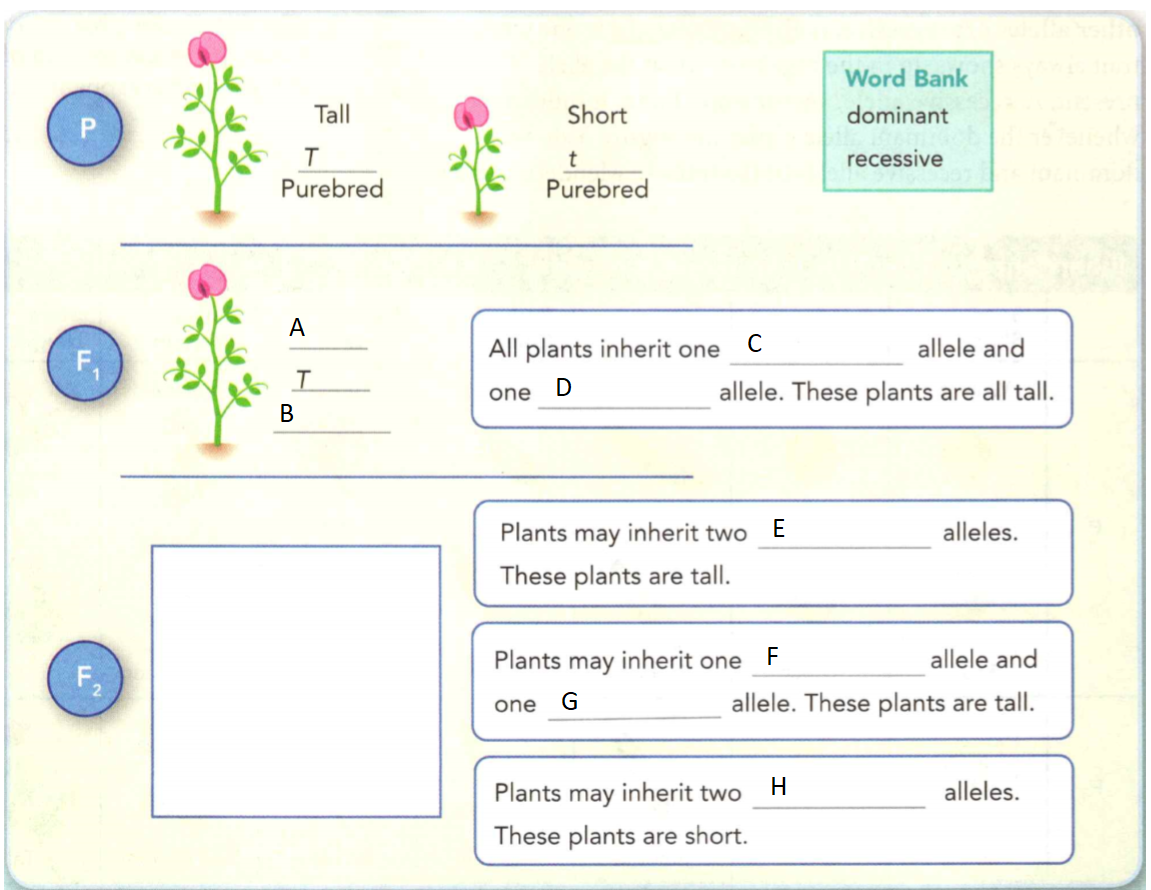 Word Bank
dominant
recessive
P
Tall
T
Purebred
Short
t
Purebred
F1
A
T
B
All plants inherit one C allele and
one D allele. These plants are all tall.
F2
Plants may inherit two E alleles.
These plants are tall.
Plants may inherit one F allele and
one G allele. These plants are tall.
Plants may inherit two H alleles.
These plants are short.